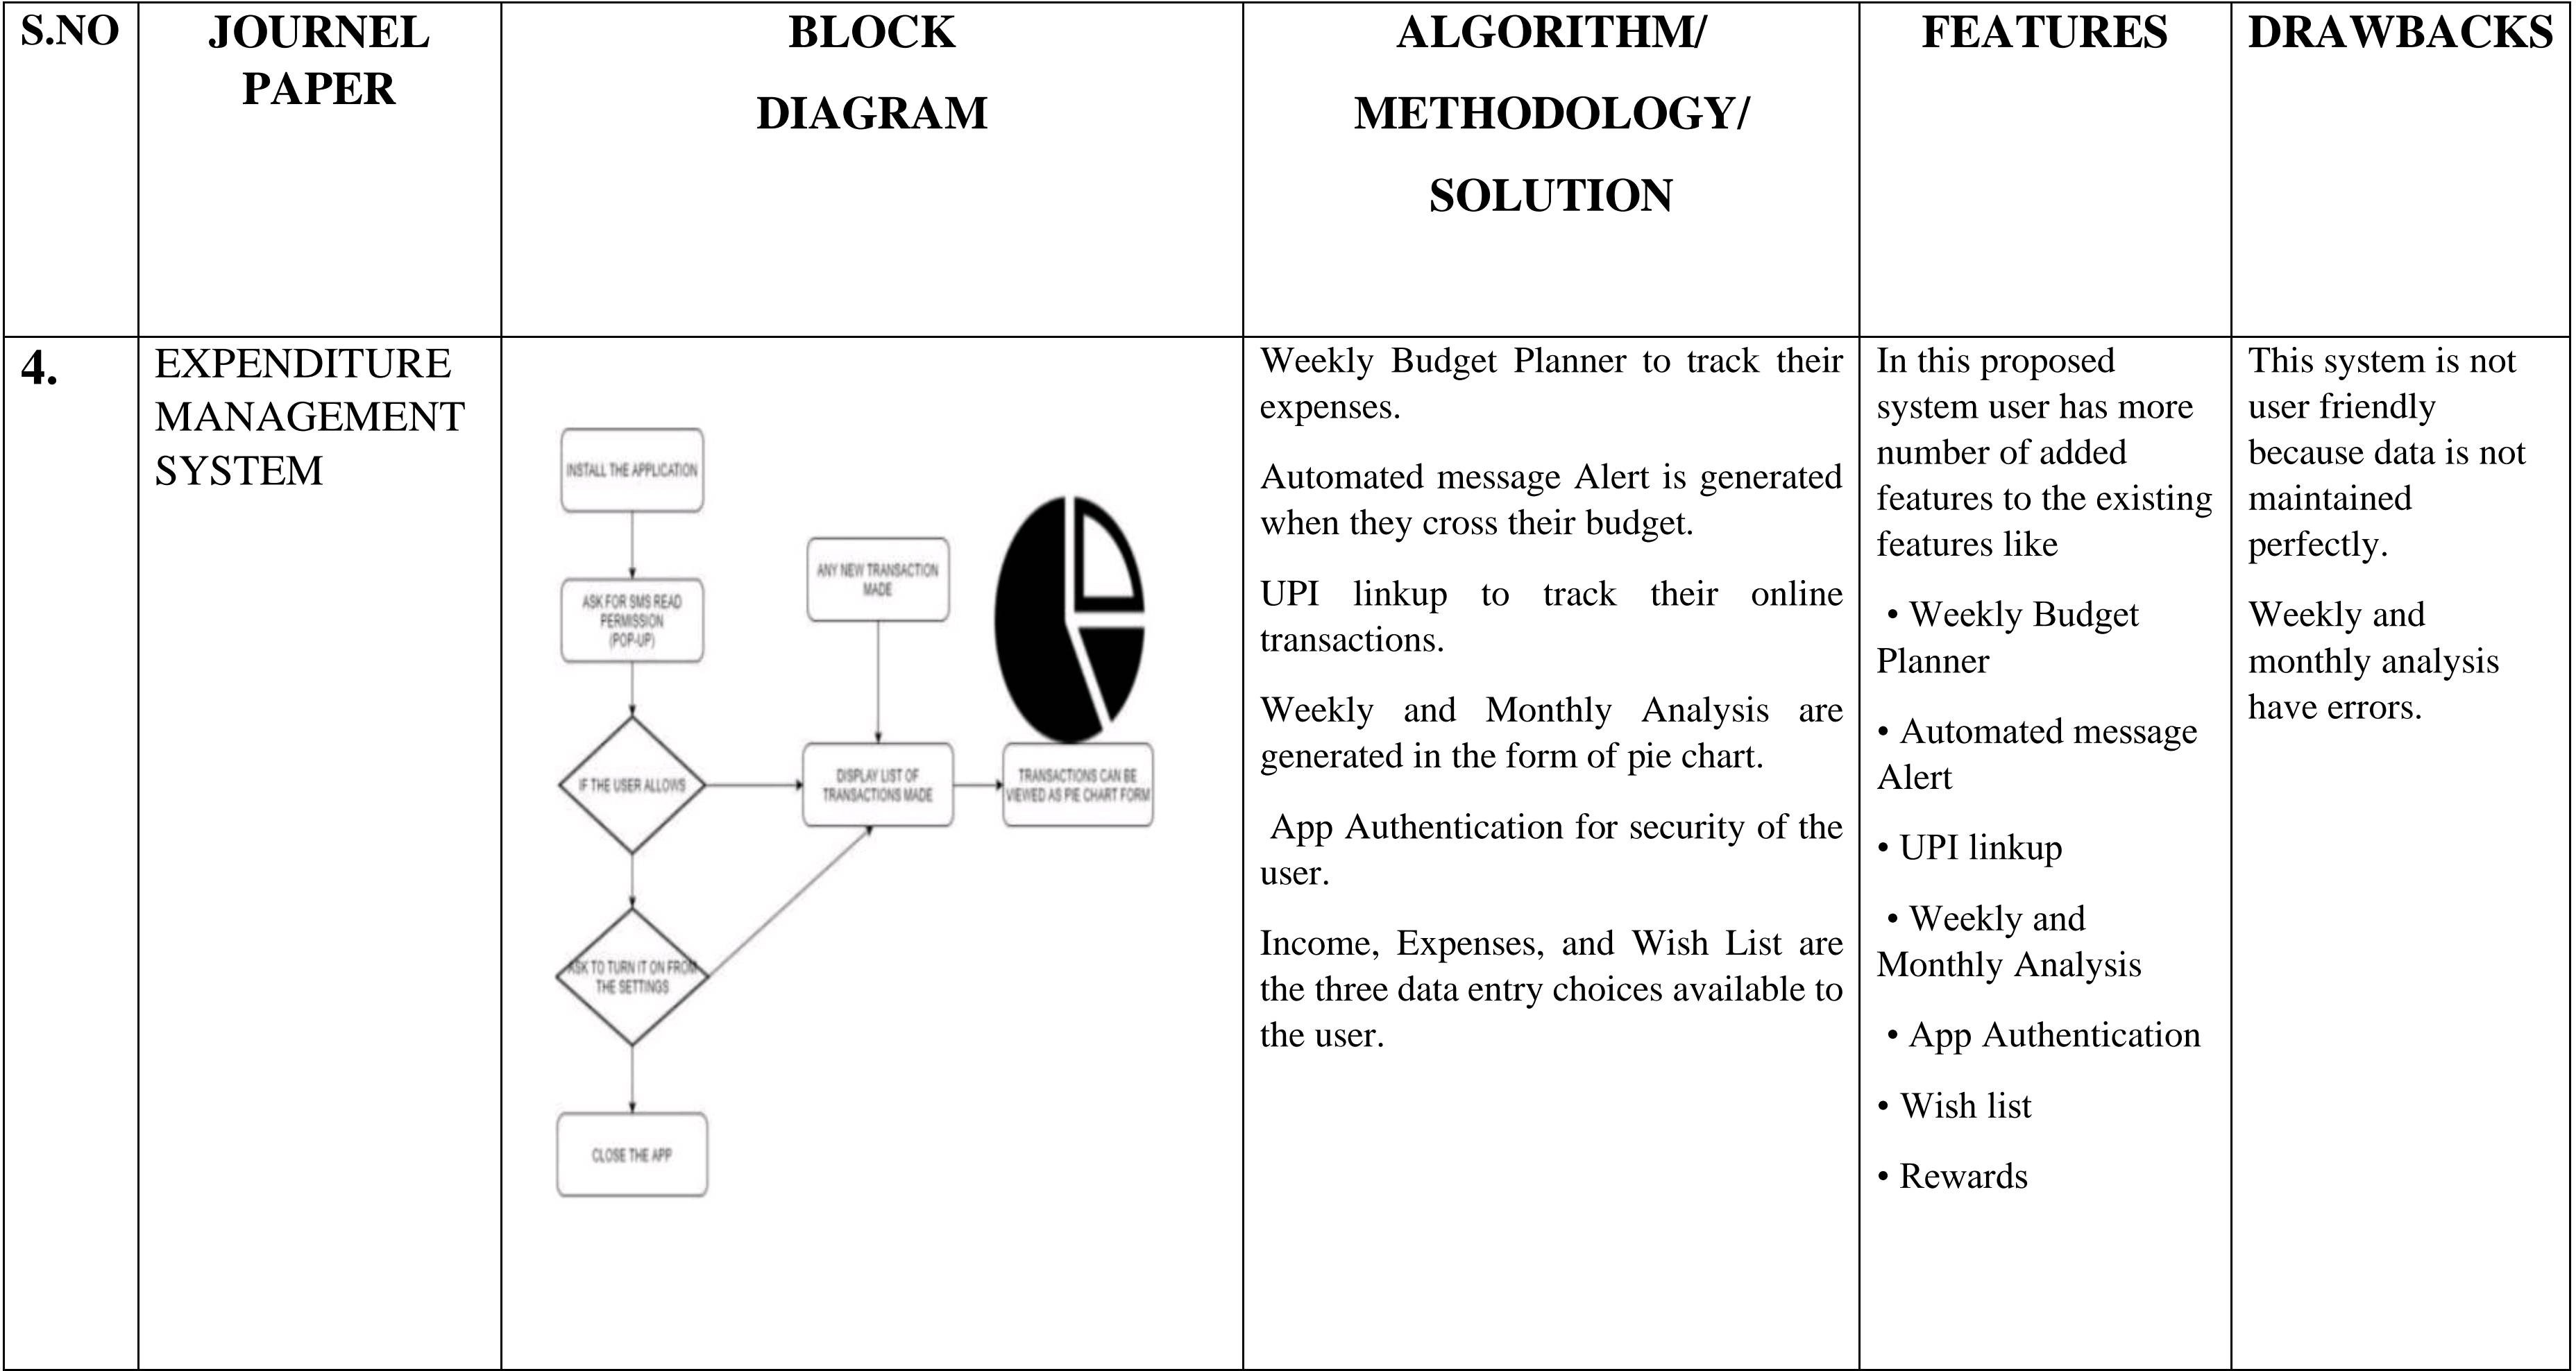 S.NO
JOURNEL
PAPER
BLOCK
DIAGRAM
ALGORITHM/
METHODOLOGY/
SOLUTION
FEATURES
DRAWBACKS
4.
EXPENDITURE
MANAGEMENT
SYSTEM
INSTALL THE APPLICATION
ASK FOR SMS READ
PERMISSION
(POP-UP)
IF THE USER ALLOWS
ASK TO TURN IT ON FROM
THE SETTINGS
CLOSE THE APP
ANY NEW TRANSACTION
MADE
DISPLAY LIST OF
TRANSACTIONS MADE
TRANSACTIONS CAN BE
VIEWED AS PIE CHART FORM
Weekly Budget Planner to track their
expenses.
Automated message Alert is generated
when they cross their budget.
UPI linkup to track their online
transactions.
Weekly and Monthly Analysis are
generated in the form of pie chart.
App Authentication for security of the
user.
Income, Expenses, and Wish List are
the three data entry choices available to
the user.
In this proposed
system user has more
number of added
features to the existing
features like
• Weekly Budget
Planner
• Automated message
Alert
• UPI linkup
• Weekly and
Monthly Analysis
• App Authentication
• Wish list
• Rewards
This system is not
user friendly
because data is not
maintained
perfectly.
Weekly and
monthly analysis
have errors.